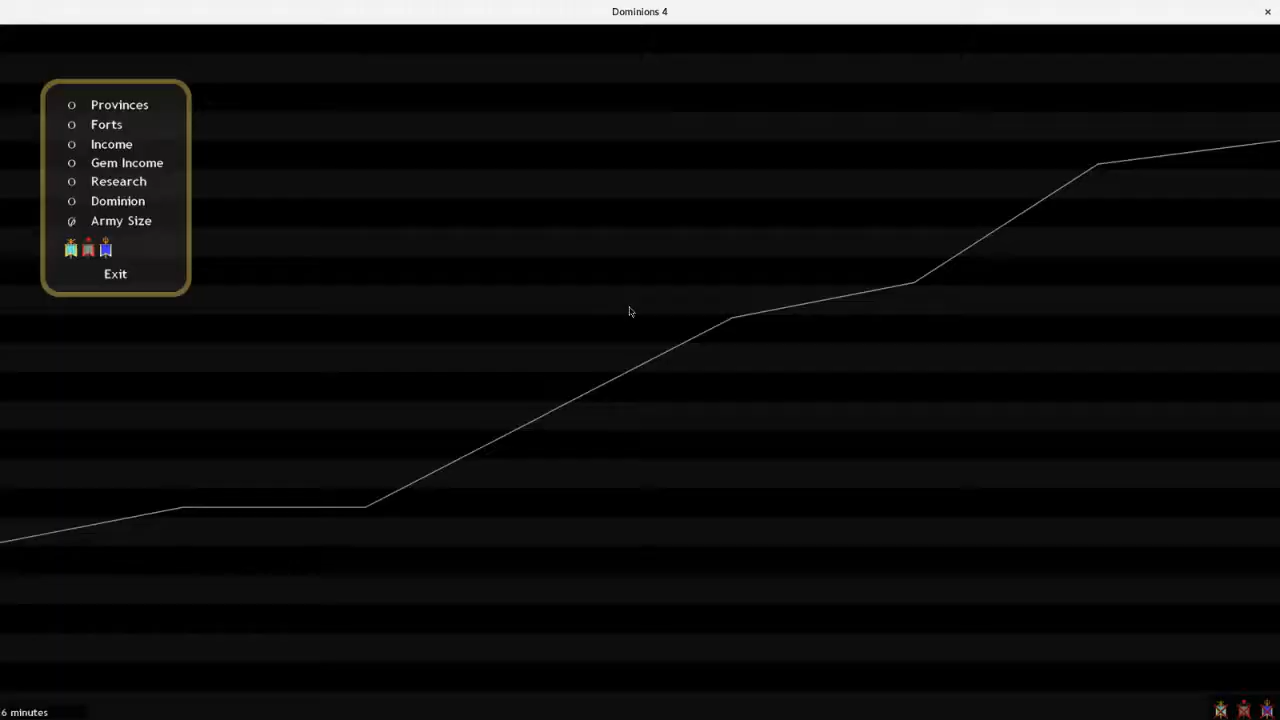 Dominions 4
Provinces
Forts
Income
Gem Income
Research
Dominion
Army Size
Exit
6 minutes